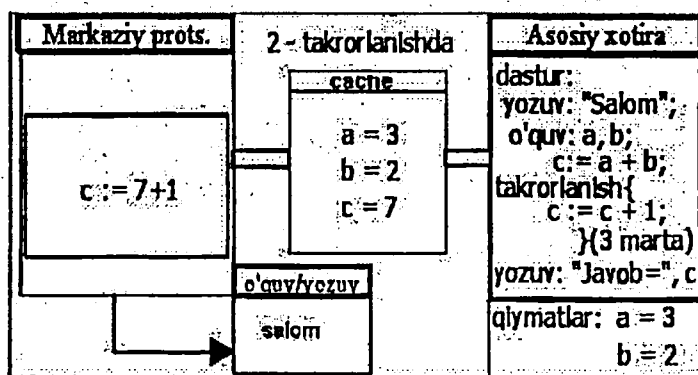 Markaziy prots.
c := 7+1
2 - takrorlanishda
cache
a = 3
b = 2
c = 7
o'quv/yozuv
salom
Asosiy xotira
dastur:
yozuv: "Salom";
o'quv: a, b;
c:= a + b;
takrorlanish{
c := c + 1;
}(3 marta)
yozuv: "Javob=", c
qiymatlar: a = 3
b = 2